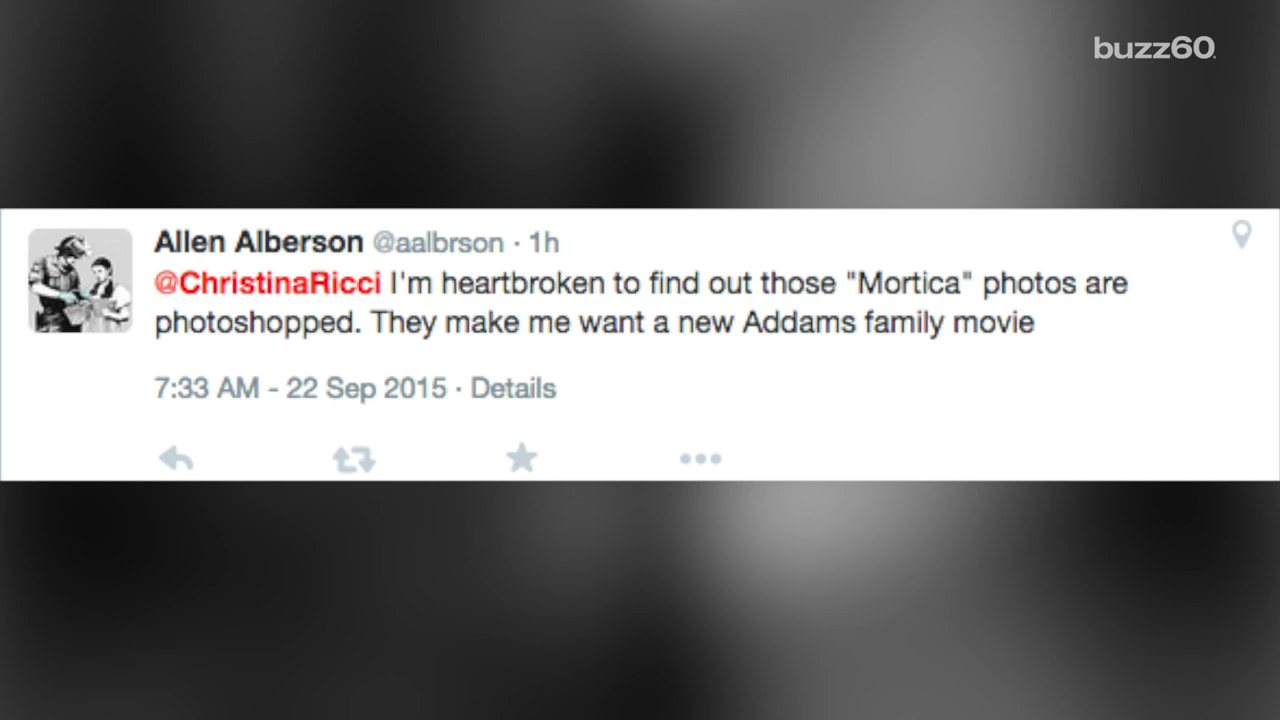 buzz60
Allen Alberson @aalbrson · 1h
@ChristinaRicci I'm heartbroken to find out those "Mortica" photos are
photoshopped. They make me want a new Addams family movie
7:33 AM - 22 Sep 2015 · Details